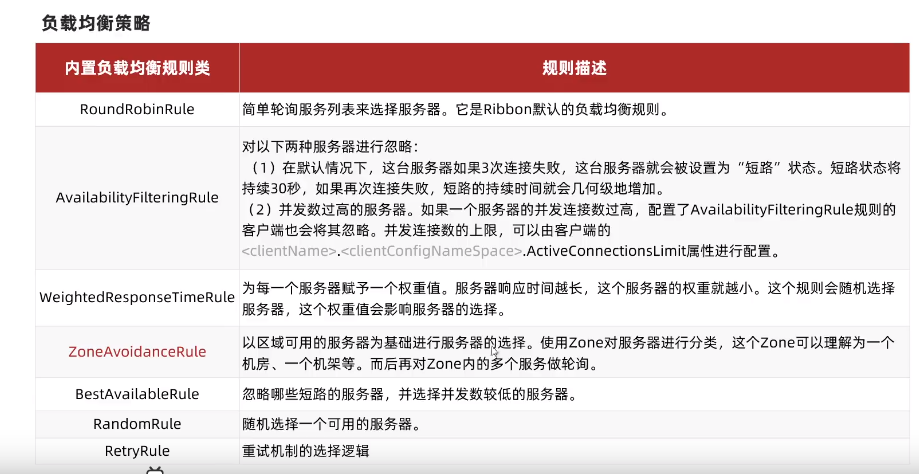 负载均衡策略
内置负载均衡规则类
规则描述
RoundRobinRule
简单轮询服务列表来选择服务器。它是Ribbon默认的负载均衡规则。
AvailabilityFilteringRule
对以下两种服务器进行忽略：
（1）在默认情况下，这台服务器如果3次连接失败，这台服务器就会被设置为“短路”状态。短路状态将
持续30秒，如果再次连接失败，短路的持续时间就会几何级地增加。
（2）并发数过高的服务器。如果一个服务器的并发连接数过高，配置了AvailabilityFilteringRule规则的
客户端也会将其忽略。并发连接数的上限，可以由客户端的
<clientName>.<clientConfigNameSpace>.ActiveConnectionsLimit属性进行配置。
WeightedResponseTimeRule
为每一个服务器赋予一个权重值。服务器响应时间越长，这个服务器的权重就越小。这个规则会随机选择
服务器，这个权重值会影响服务器的选择。
ZoneAvoidanceRule
以区域可用的服务器为基础进行服务器的选择。使用Zone对服务器进行分类，这个Zone可以理解为一个
机房、一个机架等。而后再对Zone内的多个服务做轮询。
BestAvailableRule
忽略哪些短路的服务器，并选择并发数较低的服务器。
RandomRule
随机选择一个可用的服务器。
RetryRule
重试机制的选择逻辑